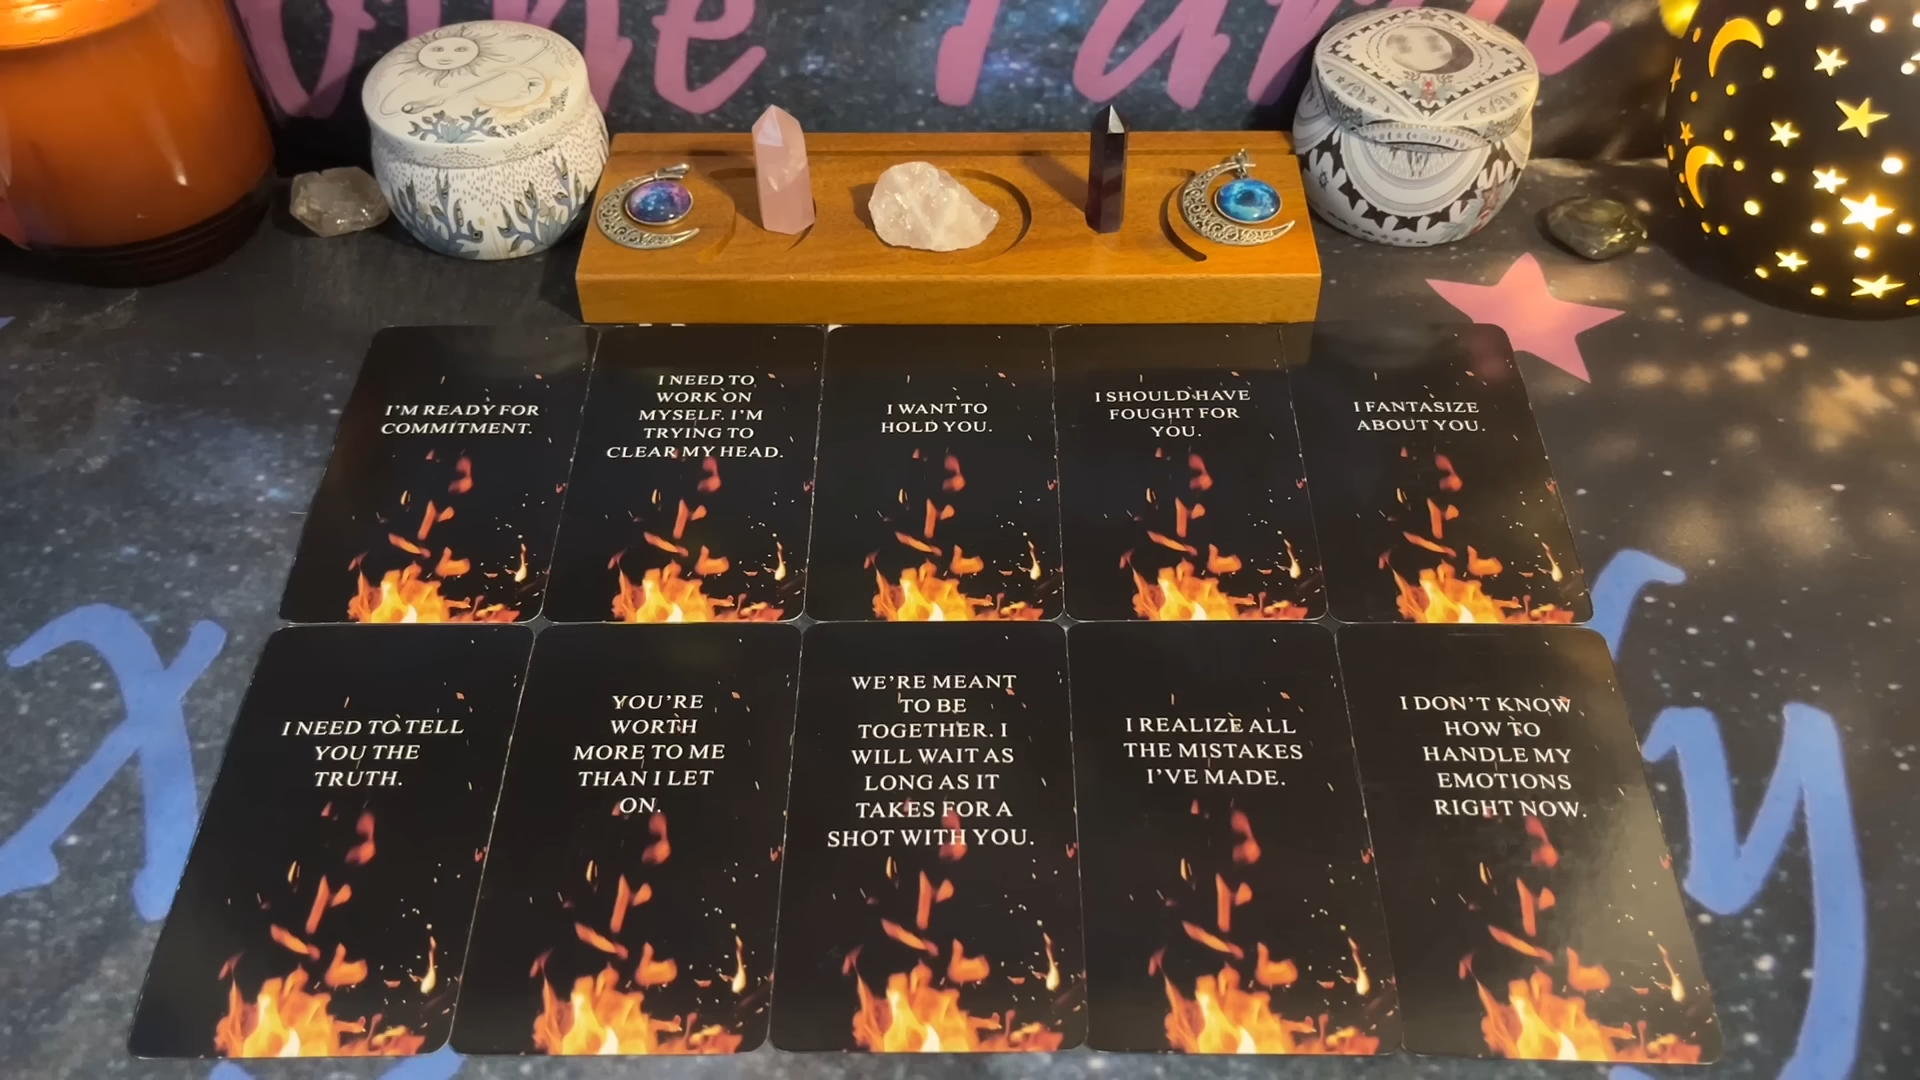 I'M READY FOR
COMMITMENT.
I NEED TO
WORK ON
MYSELF. I'M
TRYING TO
CLEAR MY HEAD.
I WANT TO
HOLD YOU.
I SHOULD HAVE
FOUGHT FOR
YOU.
I FANTASIZE
ABOUT YOU.
I NEED TO TELL
YOU THE
TRUTH.
YOU'RE
WORTH
MORE TO ME
THAN I LET
ON.
WE'RE MEANT
TO BE
TOGETHER. I
WILL WAIT AS
LONG AS IT
TAKES FOR A
SHOT WITH YOU.
I REALIZE ALL
THE MISTAKES
I'VE MADE.
I DON'T KNOW
HOW TO
HANDLE MY
EMOTIONS
RIGHT NOW.